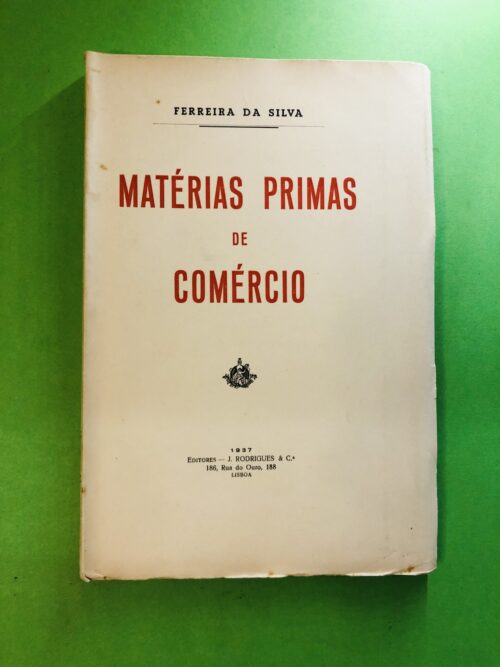 FERREIRA DA SILVA
MATÉRIAS PRIMAS
DE
COMÉRCIO
1937
EDITORES — J. RODRIGUES & C.ª
186, Rua do Ouro, 188
LISBOA